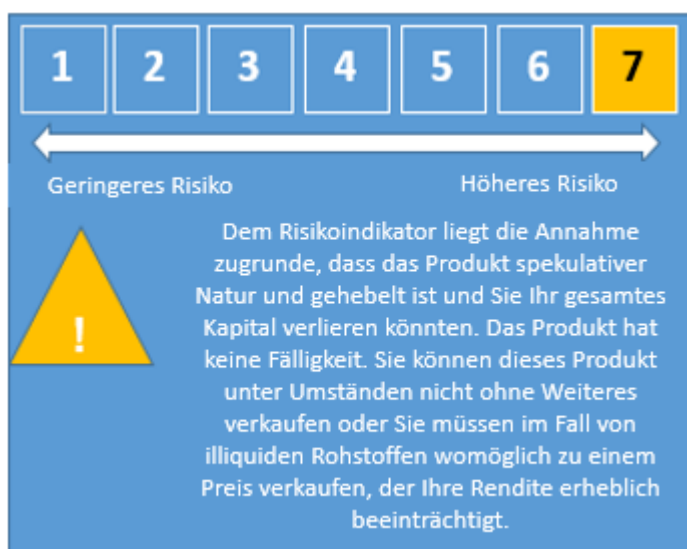 1 2 3 4 5 6 7
Geringeres Risiko Höheres Risiko
Dem Risikoindikator liegt die Annahme
zugrunde, dass das Produkt spekulativer
Natur und gehebelt ist und Sie Ihr gesamtes
Kapital verlieren könnten. Das Produkt hat
keine Fälligkeit. Sie können dieses Produkt
unter Umständen nicht ohne Weiteres
verkaufen oder Sie müssen im Fall von
illiquiden Rohstoffen womöglich zu einem
Preis verkaufen, der Ihre Rendite erheblich
beeinträchtigt.
!